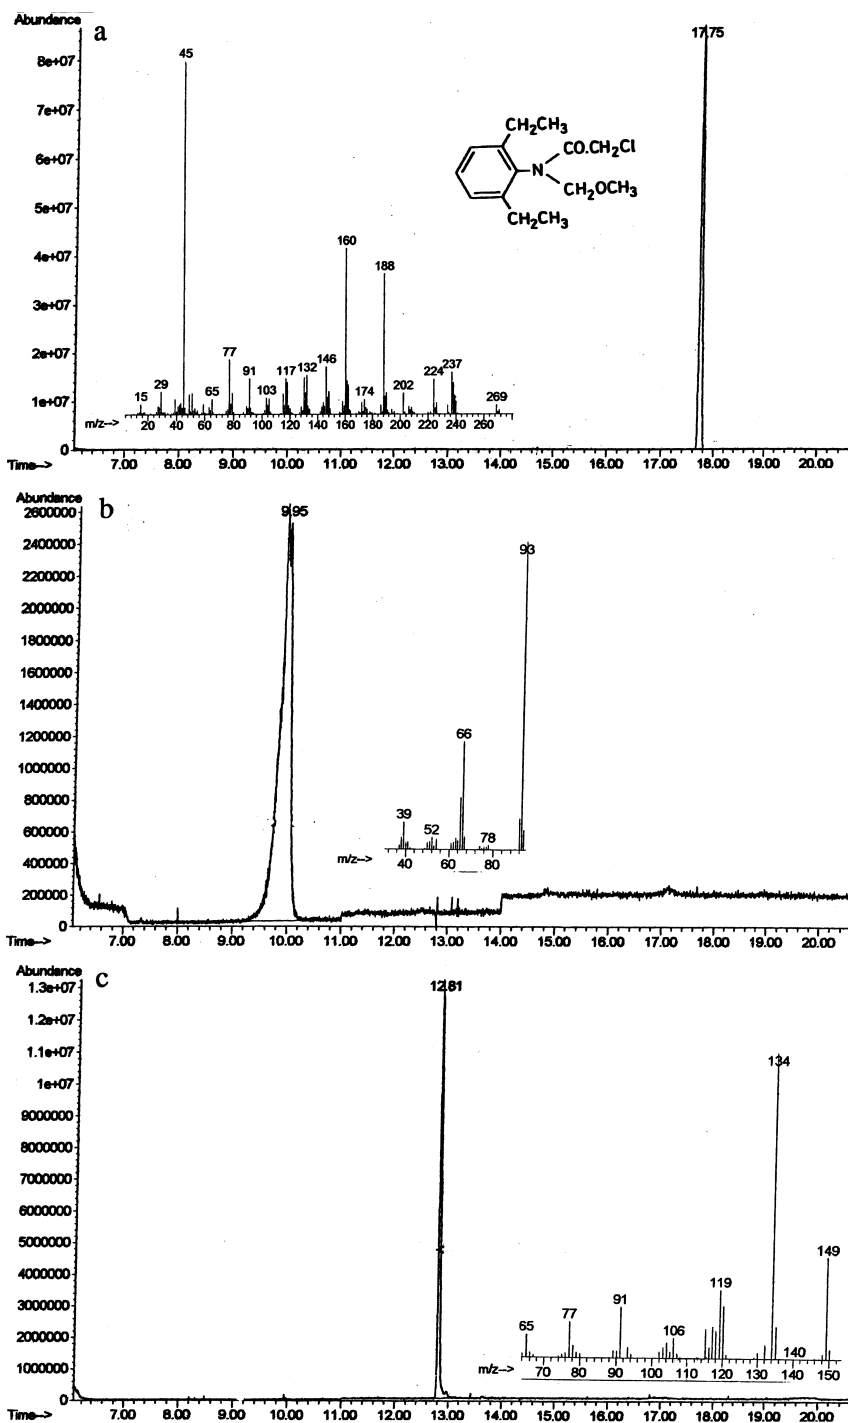 Abundance
a
17.75
8e+07
7e+07
6e+07
5e+07
4e+07
3e+07
2e+07
1e+07
0
45
CH₂CH₃
CO.CH₂Cl
N
CH₂OCH₃
CH₂CH₃
160
188
77
146
132
117
91
237
224
202
29
15
65
103
174
269
m/z--> 20 40 60 80 100 120 140 160 180 200 220 240 260
Time--> 7.00 8.00 9.00 10.00 11.00 12.00 13.00 14.00 15.00 16.00 17.00 18.00 19.00 20.00
Abundance
b
9.95
2600000
2400000
2200000
2000000
1800000
1600000
1400000
1200000
1000000
800000
600000
400000
200000
0
93
66
39
52
78
m/z--> 40 60 80
Time--> 7.00 8.00 9.00 10.00 11.00 12.00 13.00 14.00 15.00 16.00 17.00 18.00 19.00 20.00
Abundance
c
12.81
1.3e+07
1.2e+07
1.1e+07
1e+07
9000000
8000000
7000000
6000000
5000000
4000000
3000000
2000000
1000000
0
134
149
119
91
77
65
106
140
m/z--> 70 80 90 100 110 120 130 140 150
Time--> 7.00 8.00 9.00 10.00 11.00 12.00 13.00 14.00 15.00 16.00 17.00 18.00 19.00 20.00